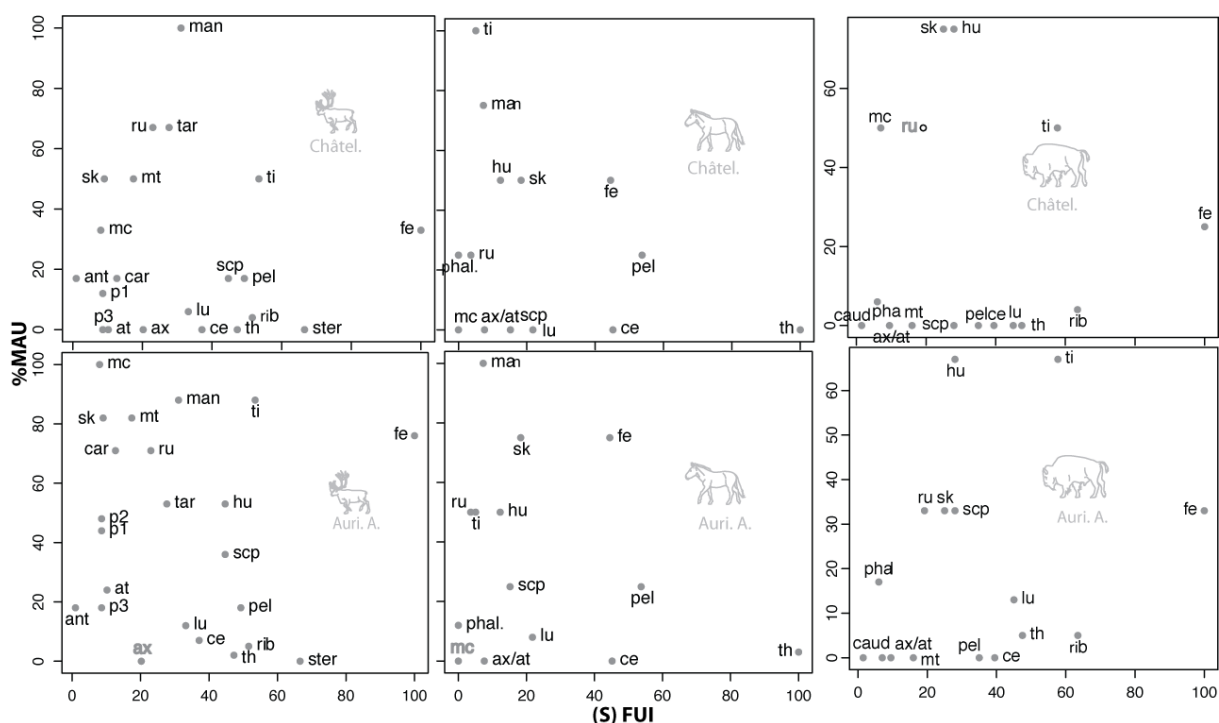 %MAU
100
80
60
40
20
0
man
ru tar
Châtel.
sk mt ti
mc fe
ant car scp pel
p1
p3 lu rib
at ax ce th ster
ti
man
Châtel.
hu sk
fe
ru
phal. pel
mc ax/at scp
lu ce th
60
40
20
0
sk hu
mc ru ti
Châtel.
fe
caud pha mt pel ce lu
ax/at scp th rib
100
80
60
40
20
0
mc
sk mt man
ti
car ru fe
tar hu
Auri. A.
p2
p1
scp
at
ant p3 pel
lu
ax ce rib
th ster
0 20 40 60 80 100
man
sk fe
ru hu
ti
Auri. A.
scp
pel
phal.
lu
mc ax/at ce th
0 20 40 60 80 100
60
50
40
30
20
10
0
hu ti
ru sk scp
Auri. A.
fe
phal
lu
th rib
caud ax/at pel ce
mt
20 40 60 80 100
(S) FUI